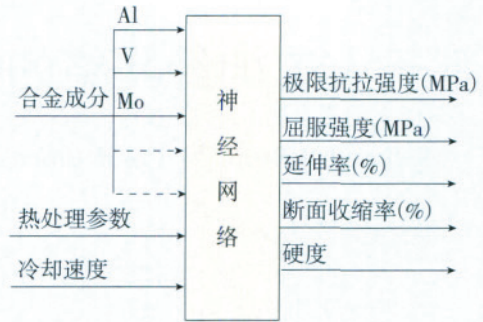 Al
V
合金成分 Mo
热处理参数
冷却速度
神
经
网
络
极限抗拉强度(MPa)
屈服强度(MPa)
延伸率(%)
断面收缩率(%)
硬度